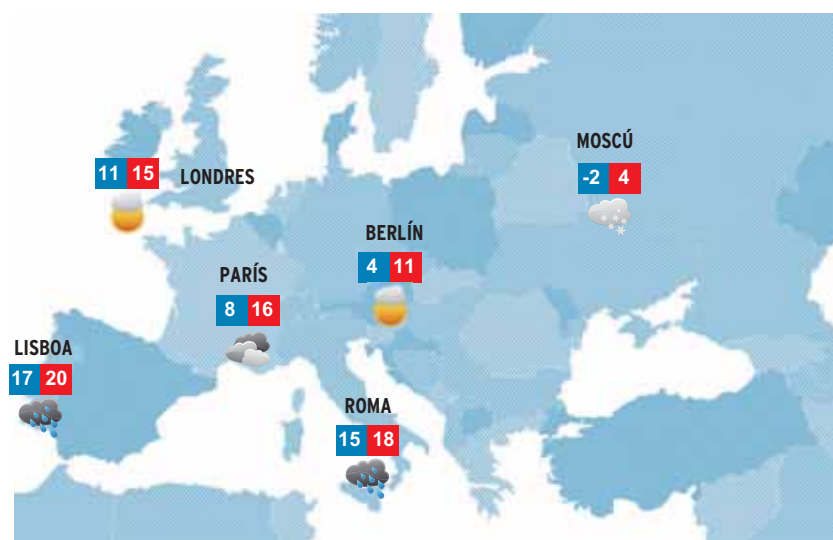 MOSCÚ
-2 4
11 15
LONDRES
BERLÍN
4 11
PARÍS
8 16
LISBOA
17 20
ROMA
15 18